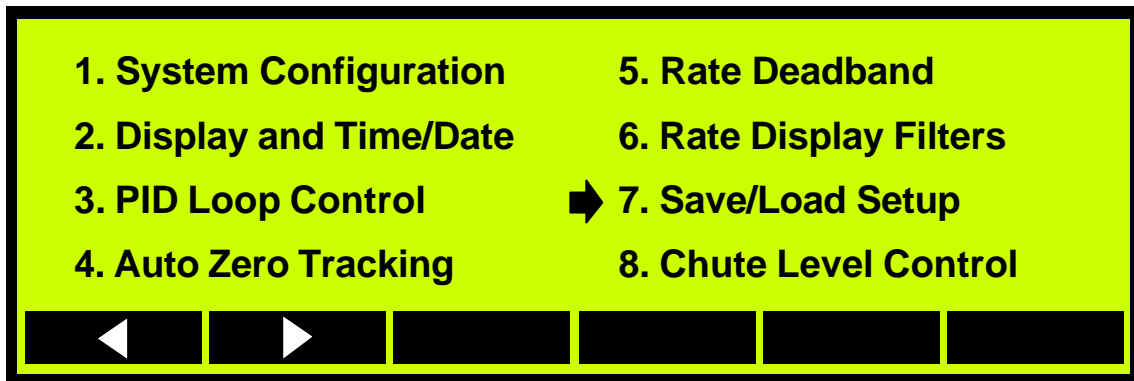 1. System Configuration
2. Display and Time/Date
3. PID Loop Control
4. Auto Zero Tracking
5. Rate Deadband
6. Rate Display Filters
7. Save/Load Setup
8. Chute Level Control